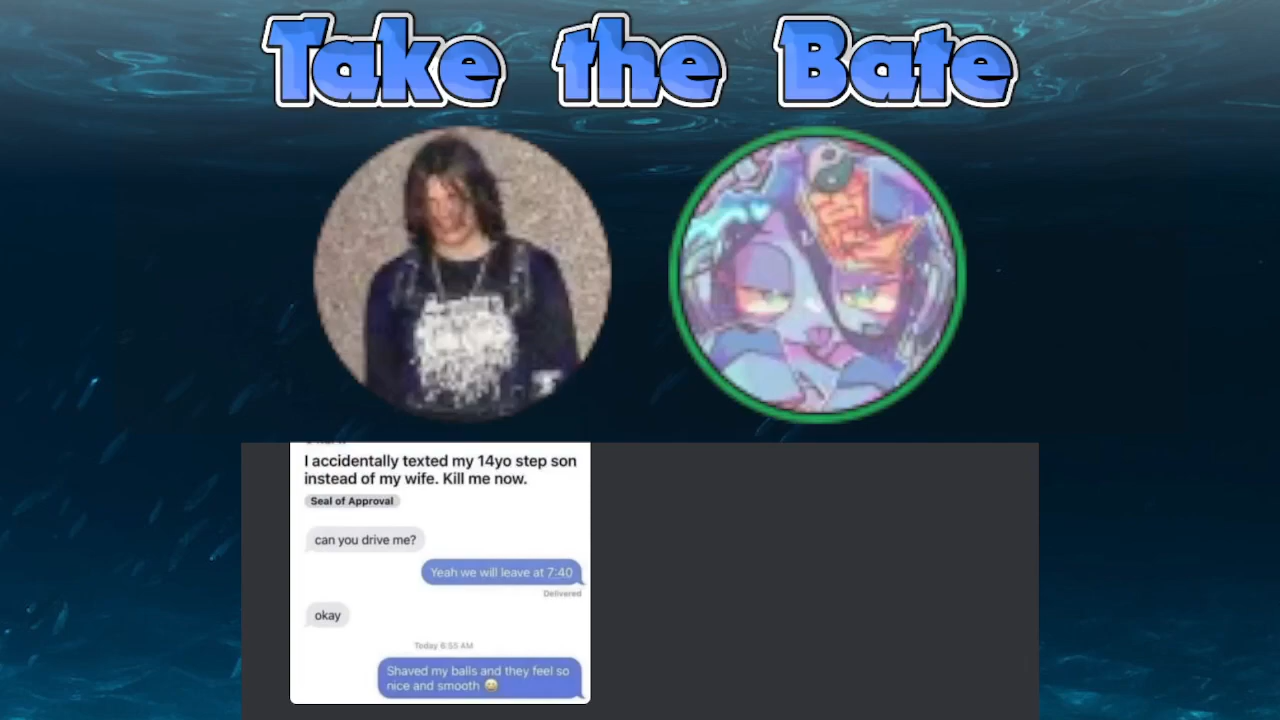 Take the Bate
I accidentally texted my 14yo step son
instead of my wife. Kill me now.
Seal of Approval
can you drive me?
Yeah we will leave at 7:40
Delivered
okay
Today 6:55 AM
Shaved my balls and they feel so
nice and smooth 😄